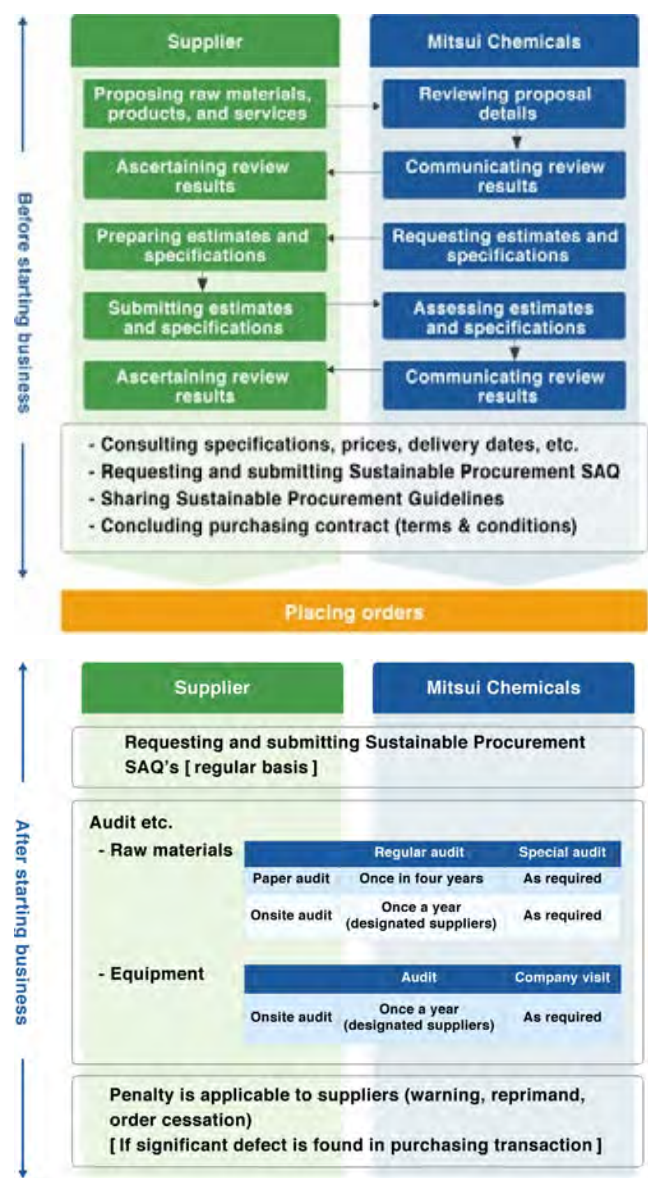 Supplier
Mitsui Chemicals
Before starting business
Proposing raw materials,
products, and services
Reviewing proposal
details
Ascertaining review
results
Communicating review
results
Preparing estimates and
specifications
Requesting estimates and
specifications
Submitting estimates
and specifications
Assessing estimates
and specifications
Ascertaining review
results
Communicating review
results
- Consulting specifications, prices, delivery dates, etc.
- Requesting and submitting Sustainable Procurement SAQ
- Sharing Sustainable Procurement Guidelines
- Concluding purchasing contract (terms & conditions)
Placing orders
Supplier
Mitsui Chemicals
After starting business
Requesting and submitting Sustainable Procurement
SAQ's [ regular basis ]
Audit etc.
- Raw materials
Regular audit
Special audit
Paper audit
Once in four years
As required
Onsite audit
Once a year
(designated suppliers)
As required
- Equipment
Audit
Company visit
Onsite audit
Once a year
(designated suppliers)
As required
Penalty is applicable to suppliers (warning, reprimand,
order cessation)
[ If significant defect is found in purchasing transaction ]